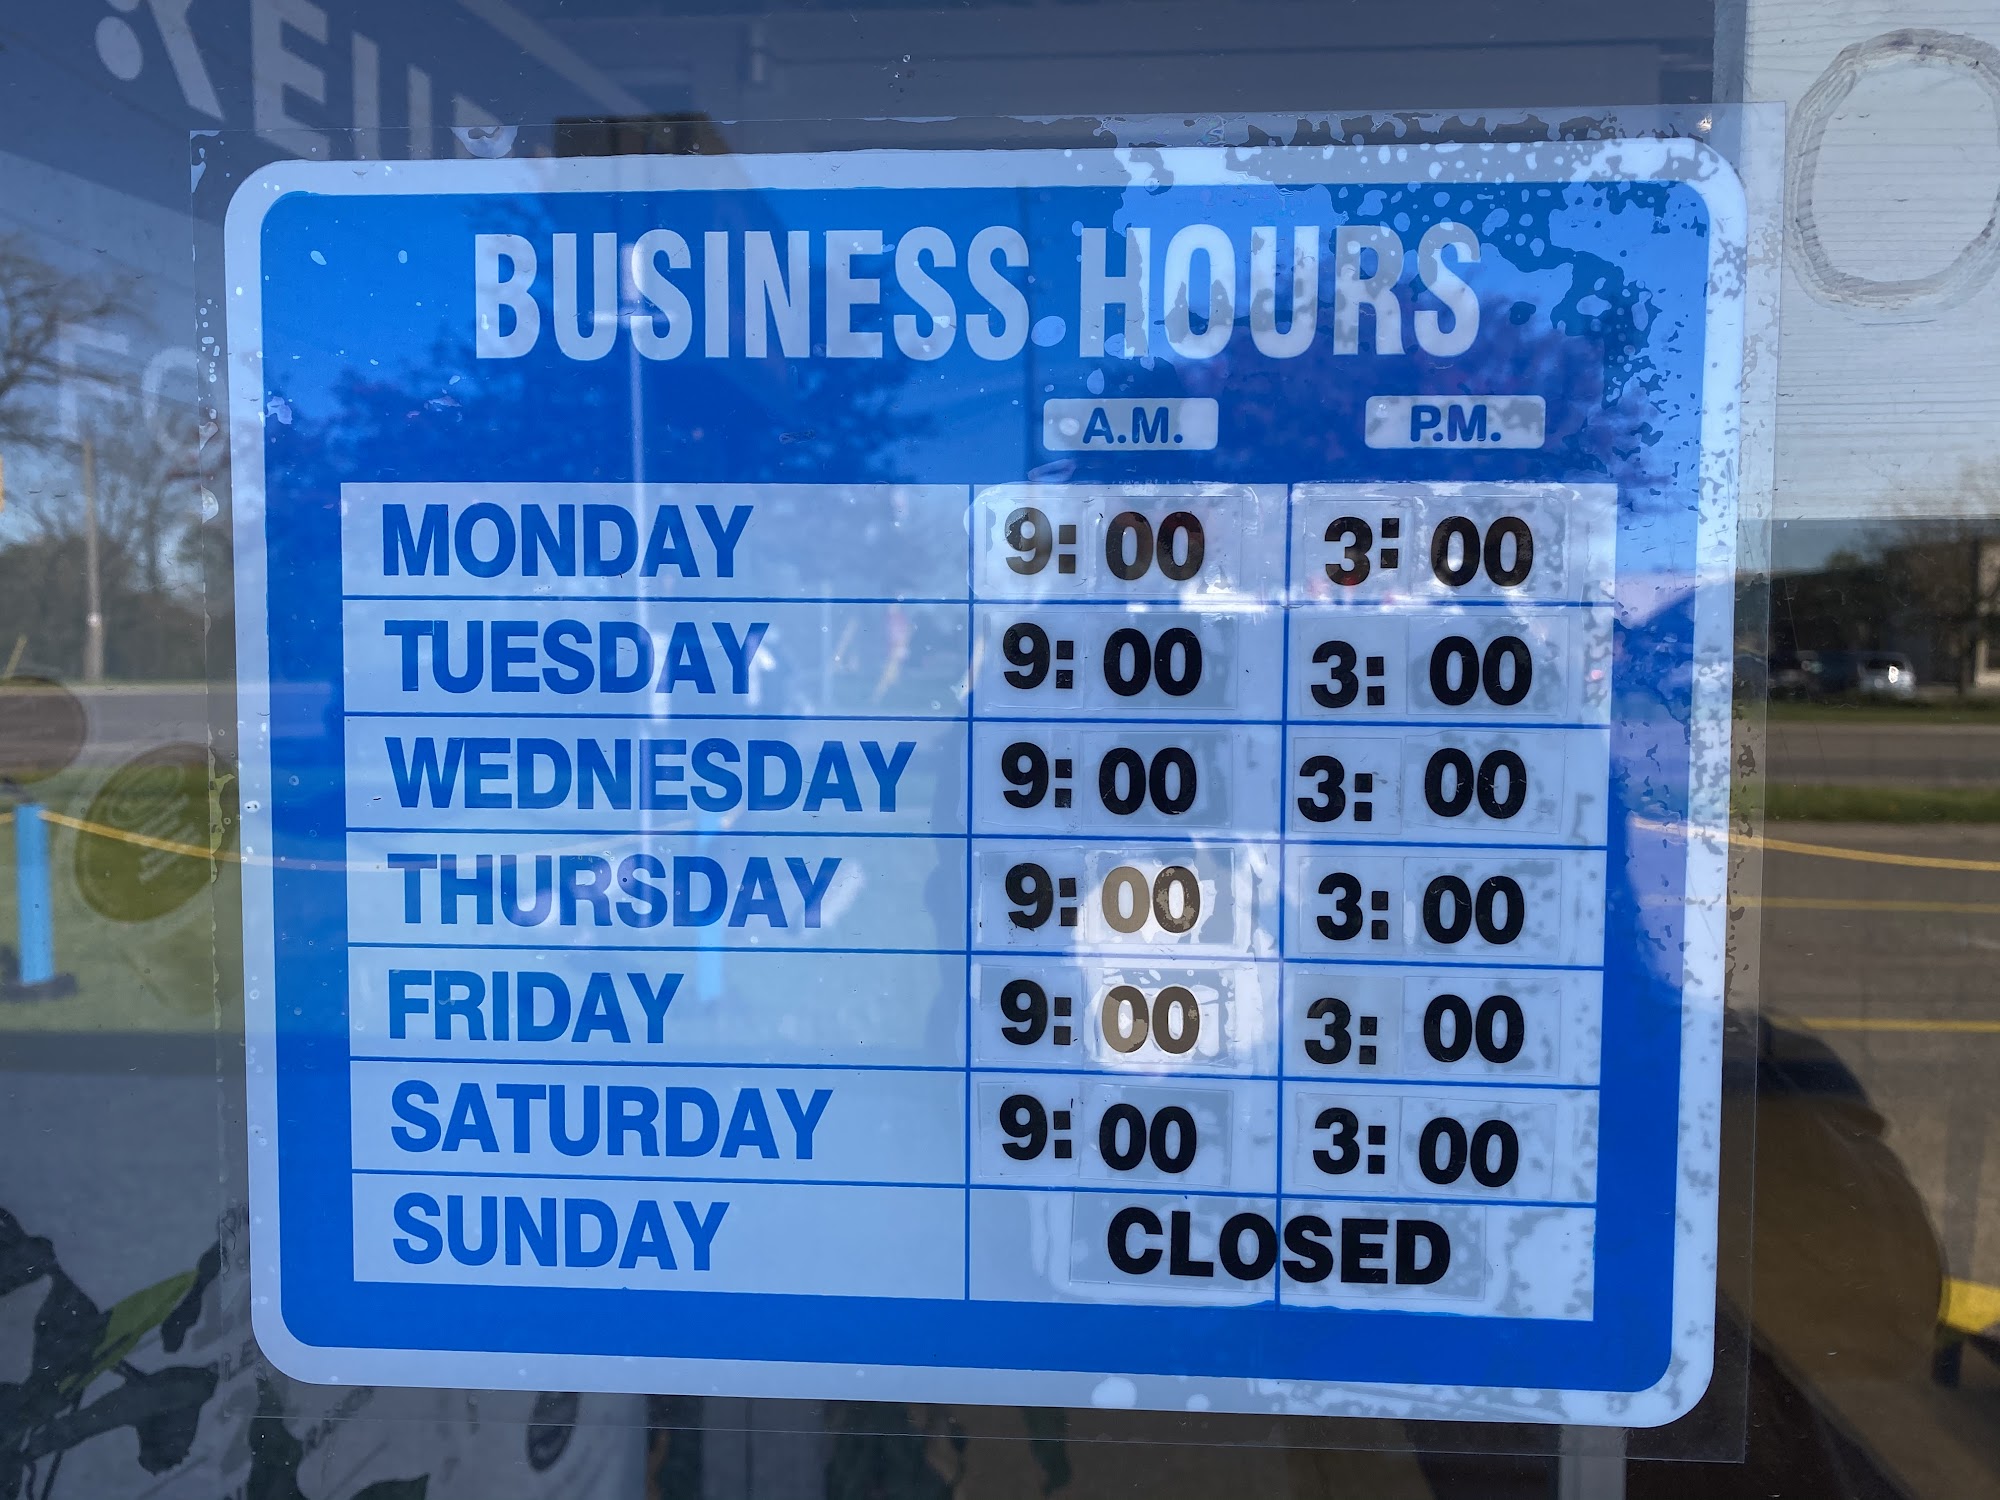 BUSINESS HOURS
A.M. P.M.
MONDAY 9: 00 3: 00
TUESDAY 9: 00 3: 00
WEDNESDAY 9: 00 3: 00
THURSDAY 9: 00 3: 00
FRIDAY 9: 00 3: 00
SATURDAY 9: 00 3: 00
SUNDAY CLOSED